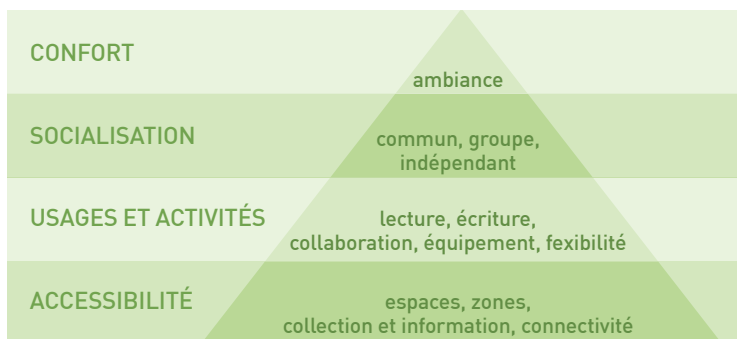 CONFORT
ambiance
SOCIALISATION
commun, groupe,
indépendant
USAGES ET ACTIVITÉS
lecture, écriture,
collaboration, équipement, fexibilité
ACCESSIBILITÉ
espaces, zones,
collection et information, connectivité